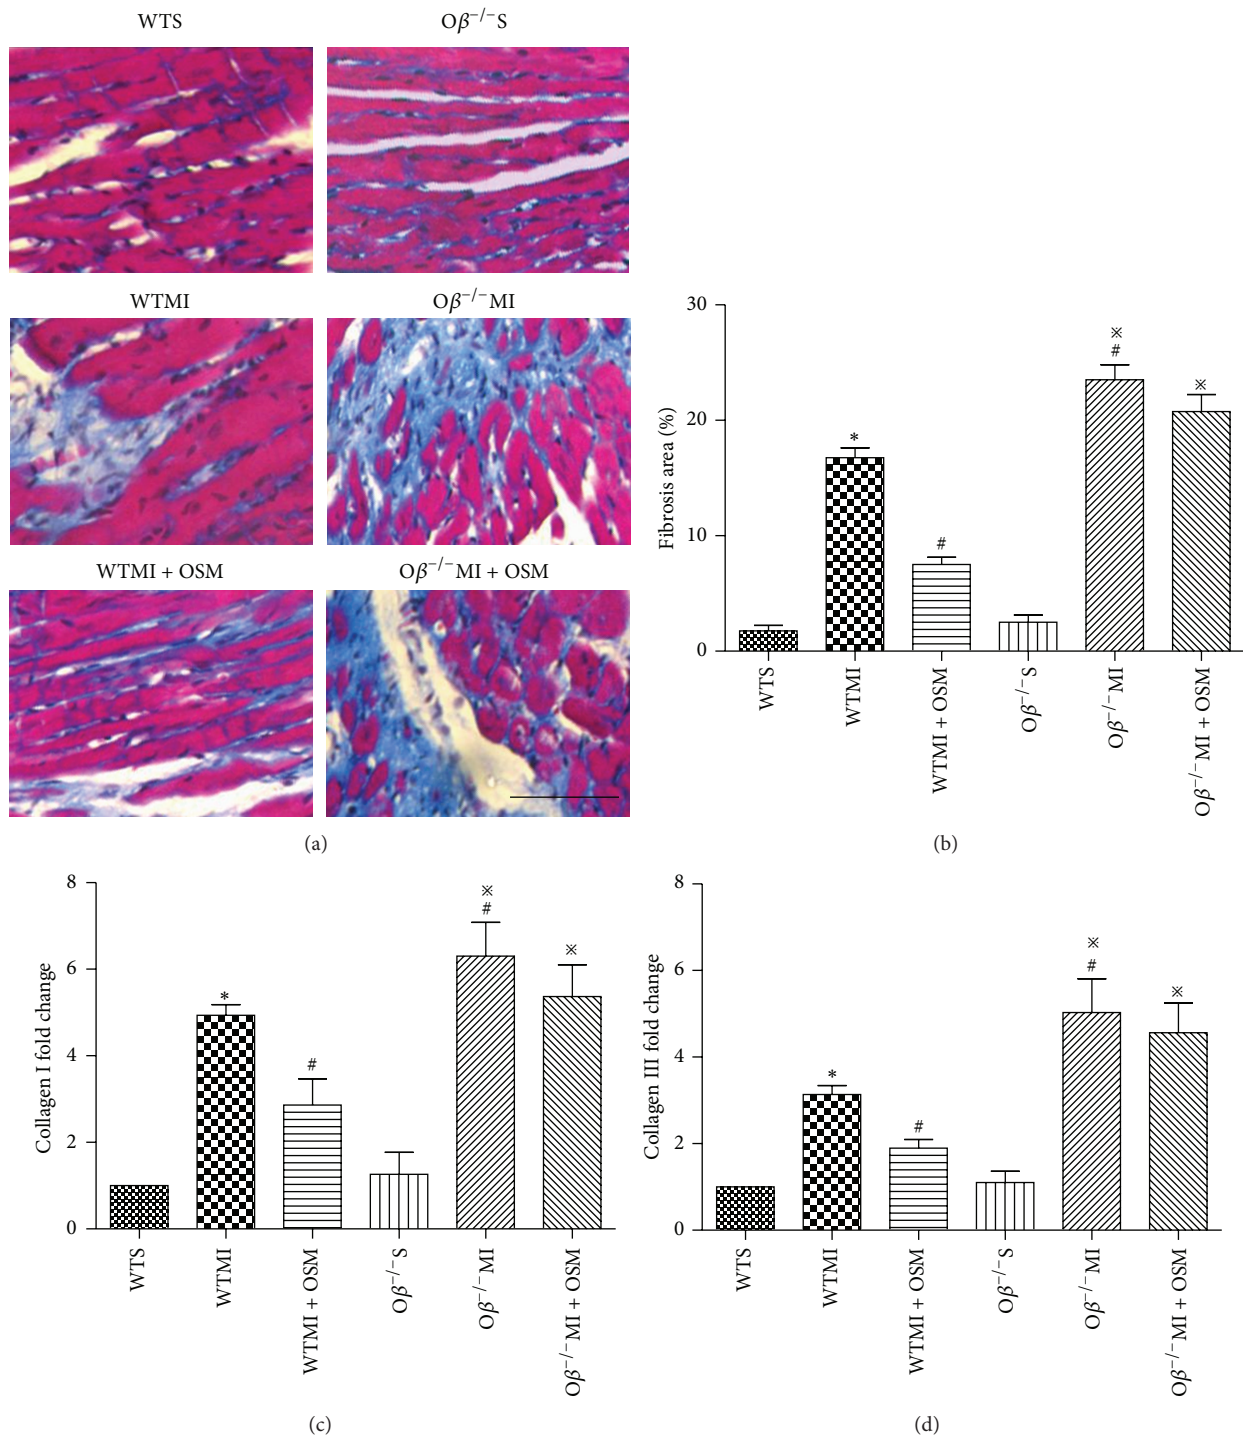 WTS
Oβ⁻/⁻S
WTMI
Oβ⁻/⁻MI
WTMI + OSM
Oβ⁻/⁻MI + OSM
(a)
Fibrosis area (%)
30
20
10
0
*
#
※
#
※
WTS
WTMI
WTMI + OSM
Oβ⁻/⁻S
Oβ⁻/⁻MI
Oβ⁻/⁻MI + OSM
(b)
Collagen I fold change
8
6
4
2
0
*
#
※
#
※
WTS
WTMI
WTMI + OSM
Oβ⁻/⁻S
Oβ⁻/⁻MI
Oβ⁻/⁻MI + OSM
(c)
Collagen III fold change
8
6
4
2
0
*
#
※
#
※
WTS
WTMI
WTMI + OSM
Oβ⁻/⁻S
Oβ⁻/⁻MI
Oβ⁻/⁻MI + OSM
(d)